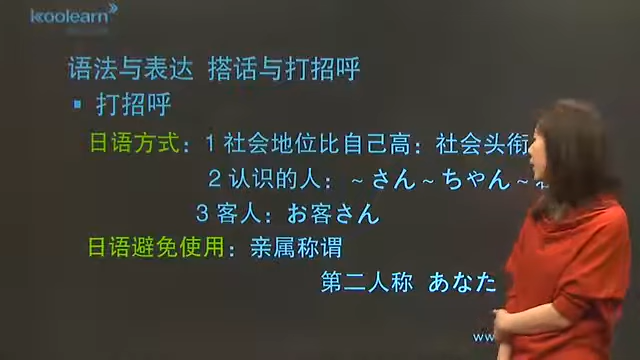 koolearn
语法与表达 搭话与打招呼
▪ 打招呼
日语方式：1 社会地位比自己高：社会头衔
2 认识的人：～さん～ちゃん～
3 客人：お客さん
日语避免使用：亲属称谓
第二人称 あなた
ww